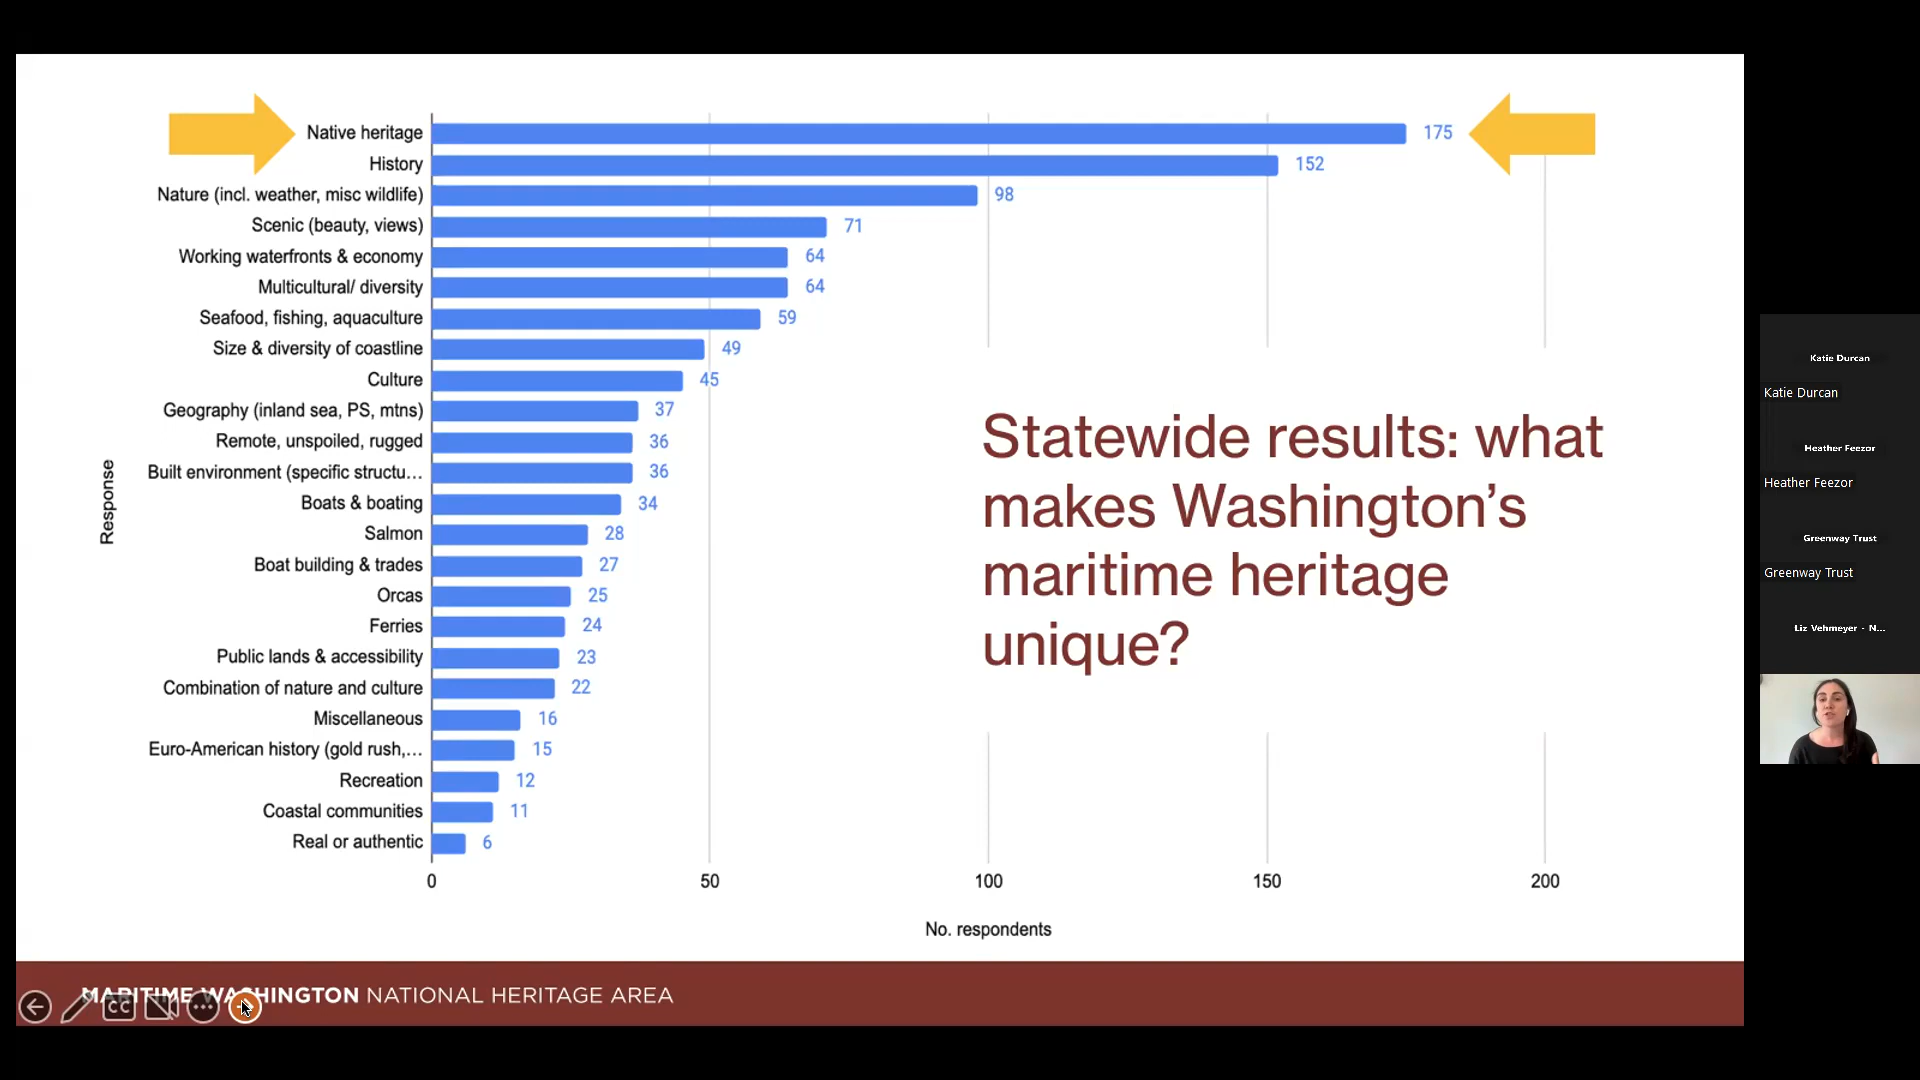 Native heritage 175
History 152
Nature (incl. weather, misc wildlife) 98
Scenic (beauty, views) 71
Working waterfronts & economy 64
Multicultural/ diversity 64
Seafood, fishing, aquaculture 59
Size & diversity of coastline 49
Culture 45
Geography (inland sea, PS, mtns) 37
Remote, unspoiled, rugged 36
Built environment (specific structu... 36
Boats & boating 34
Salmon 28
Boat building & trades 27
Orcas 25
Ferries 24
Public lands & accessibility 23
Combination of nature and culture 22
Miscellaneous 16
Euro-American history (gold rush,... 15
Recreation 12
Coastal communities 11
Real or authentic 6
Response
0 50 100 150 200
No. respondents
Statewide results: what
makes Washington’s
maritime heritage
unique?
MARITIME WASHINGTON NATIONAL HERITAGE AREA
CC
Katie Durcan
Katie Durcan
Heather Feezor
Heather Feezor
Greenway Trust
Greenway Trust
Liz Vehmeyer - N...